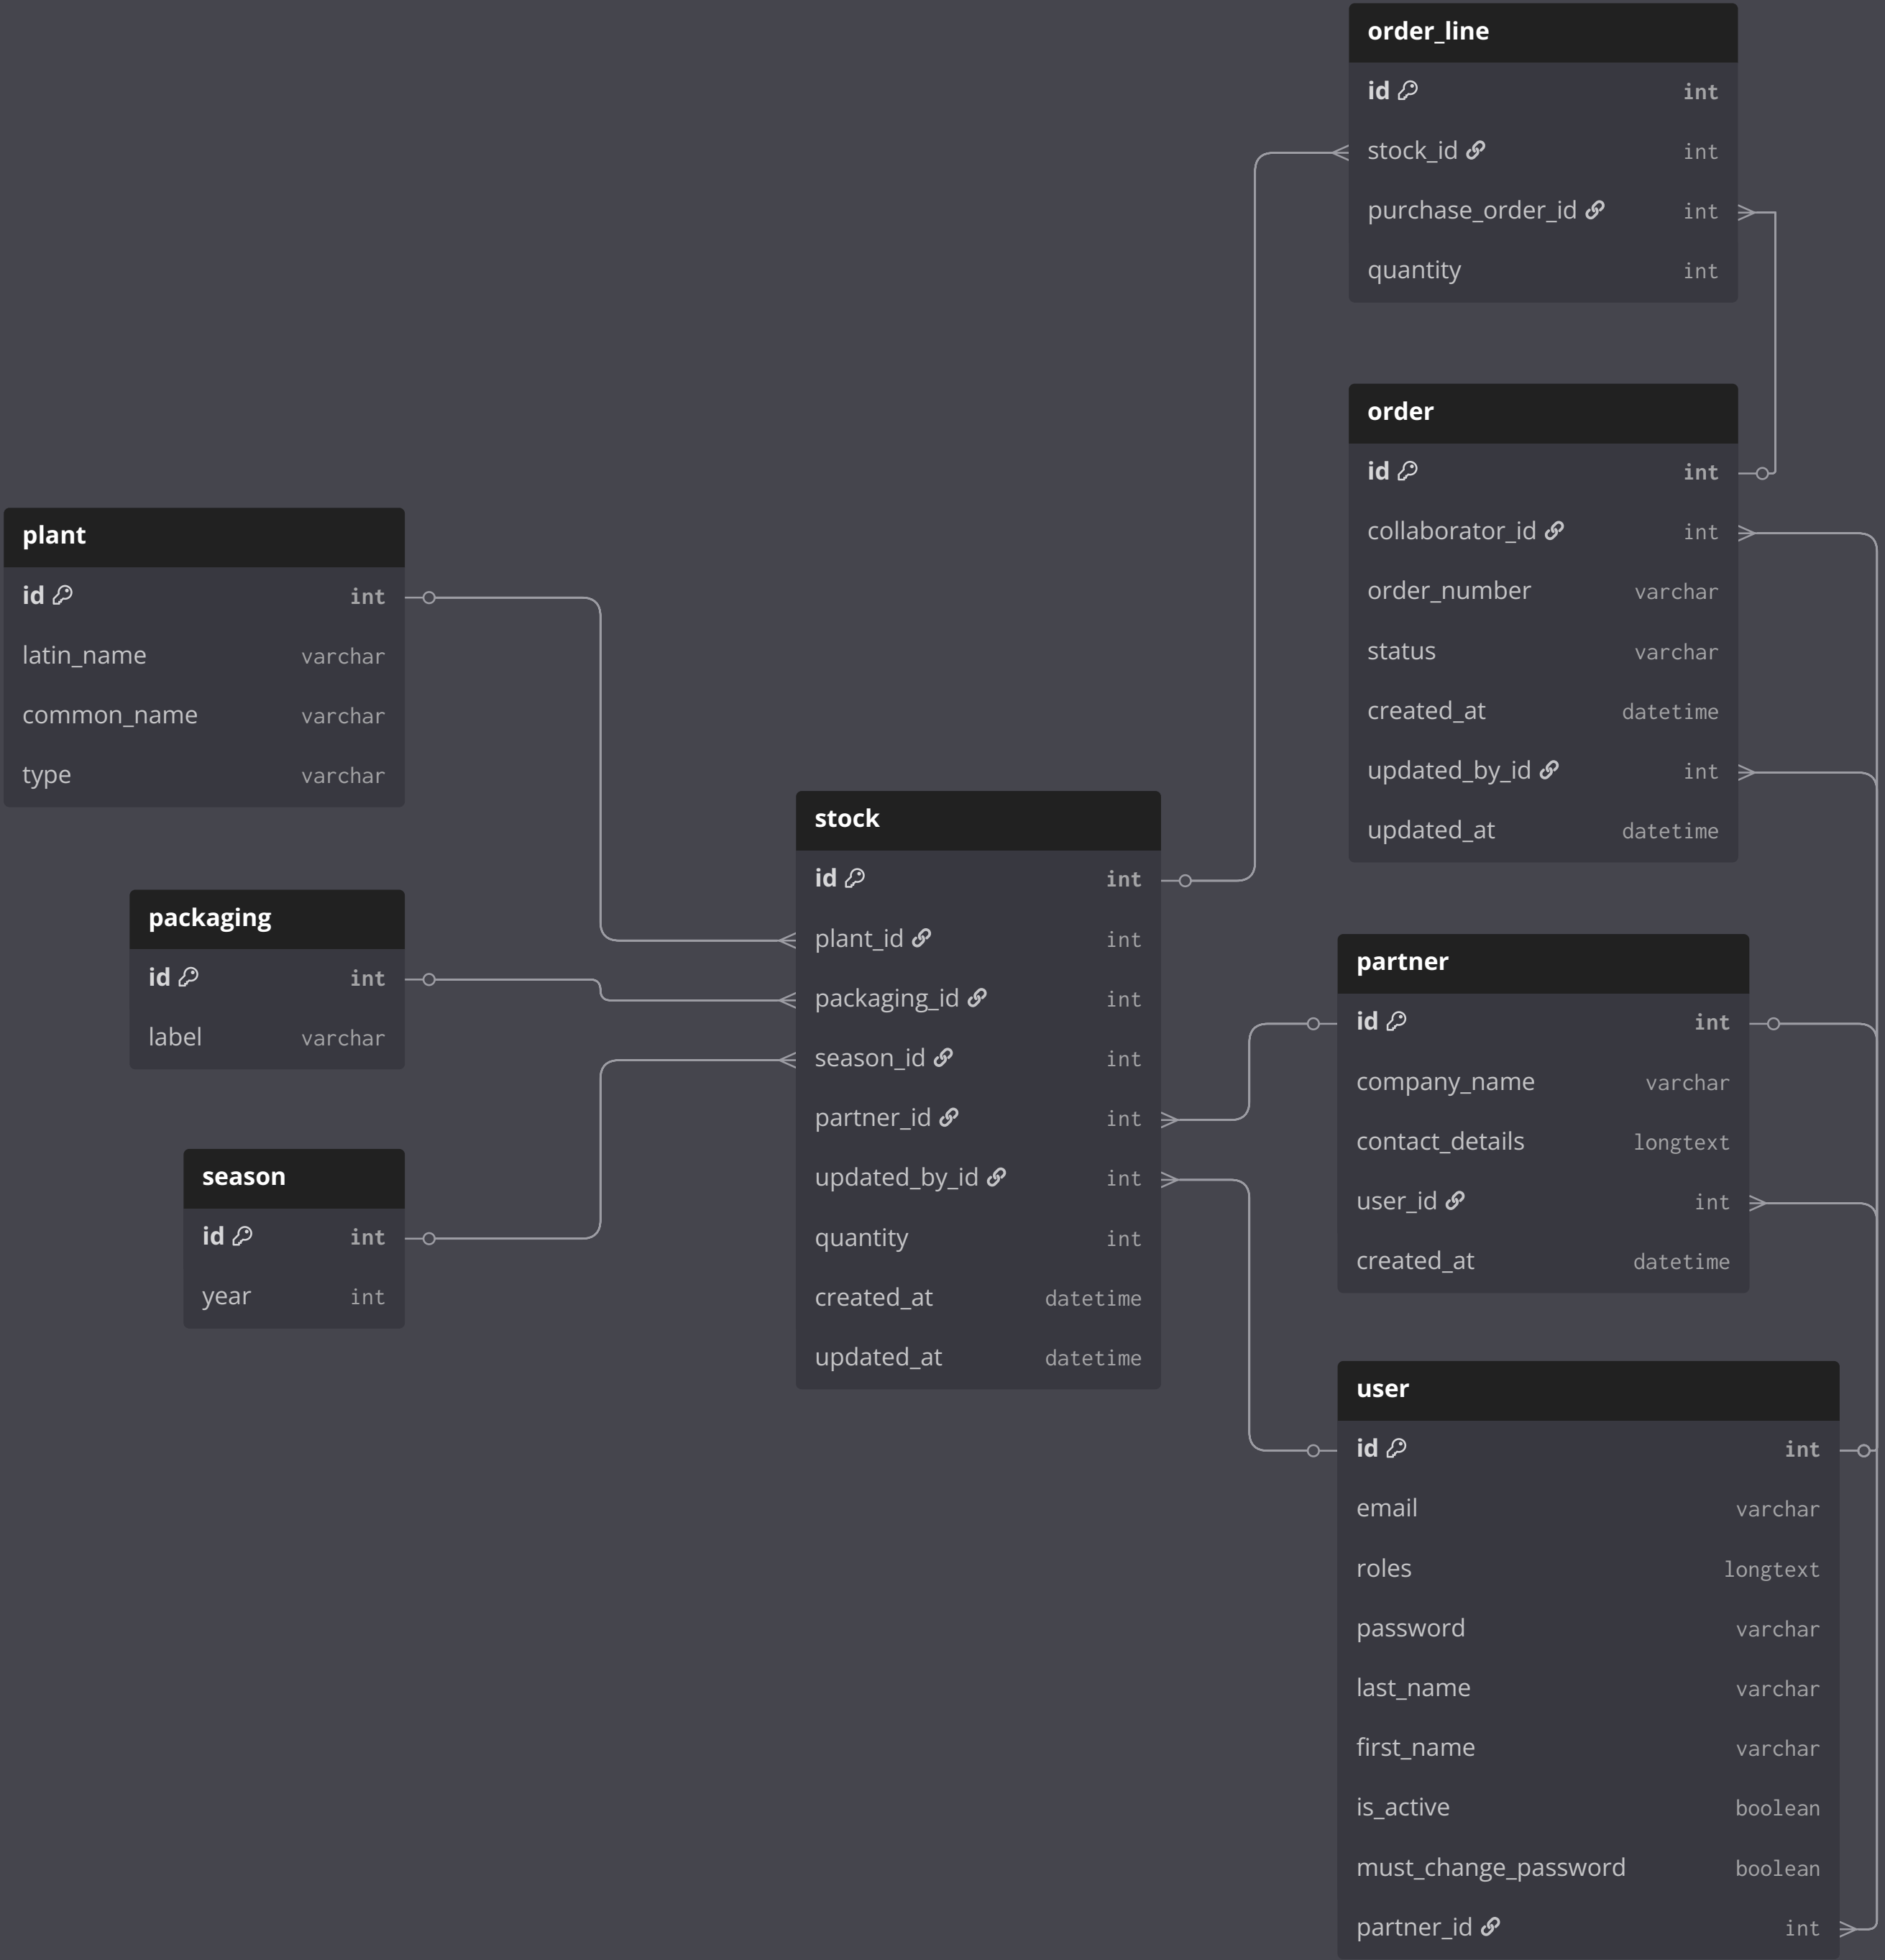 order_line
id int
stock_id int
purchase_order_id int
quantity int
order
id int
collaborator_id int
order_number varchar
status varchar
created_at datetime
updated_by_id int
updated_at datetime
plant
id int
latin_name varchar
common_name varchar
type varchar
packaging
id int
label varchar
season
id int
year int
stock
id int
plant_id int
packaging_id int
season_id int
partner_id int
updated_by_id int
quantity int
created_at datetime
updated_at datetime
partner
id int
company_name varchar
contact_details longtext
user_id int
created_at datetime
user
id int
email varchar
roles longtext
password varchar
last_name varchar
first_name varchar
is_active boolean
must_change_password boolean
partner_id int